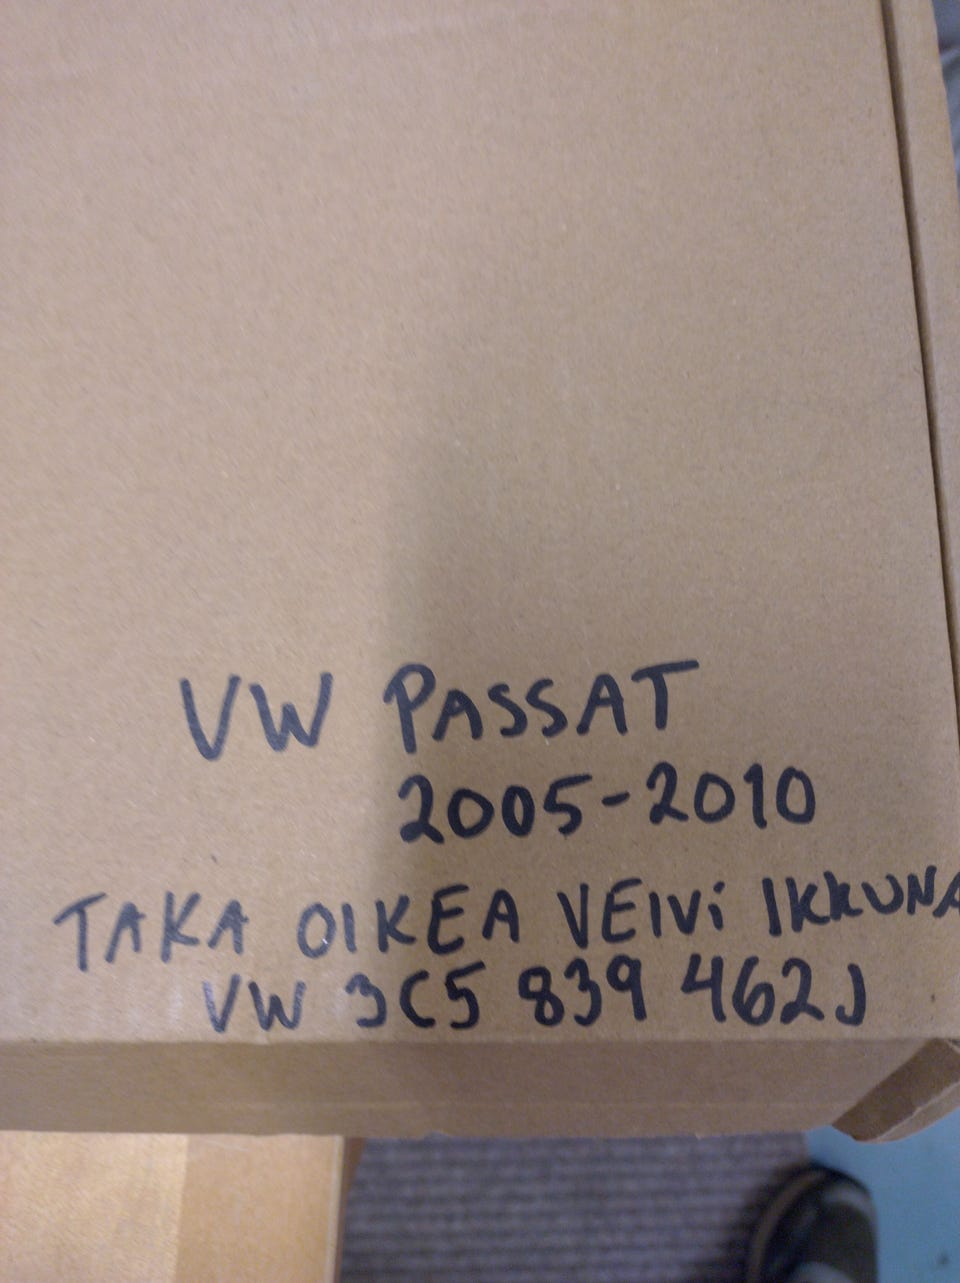 VW PASSAT
2005-2010
TAKA OIKEA VEIVi IKKUNA
VW 3C5 839 462J